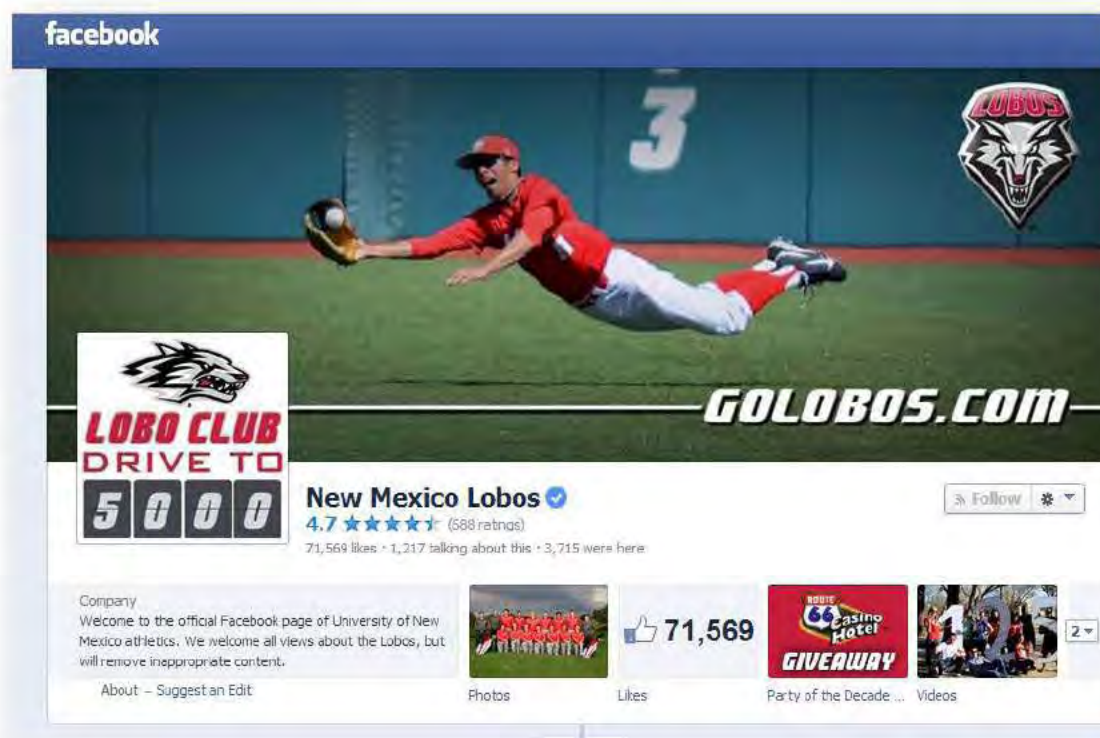 facebook
3
LOBOS
GOLOBOS.COM
LOBO CLUB
DRIVE TO
5000
New Mexico Lobos
4.7 (588 ratings)
71,569 likes · 1,217 talking about this · 3,715 were here
Follow
Company
Welcome to the official Facebook page of University of New
Mexico athletics. We welcome all views about the Lobos, but
will remove inappropriate content.
About – Suggest an Edit
Photos
71,569
Likes
ROUTE
66 Casino
Hotel
GIVEAWAY
Party of the Decade ...
12
Videos
2